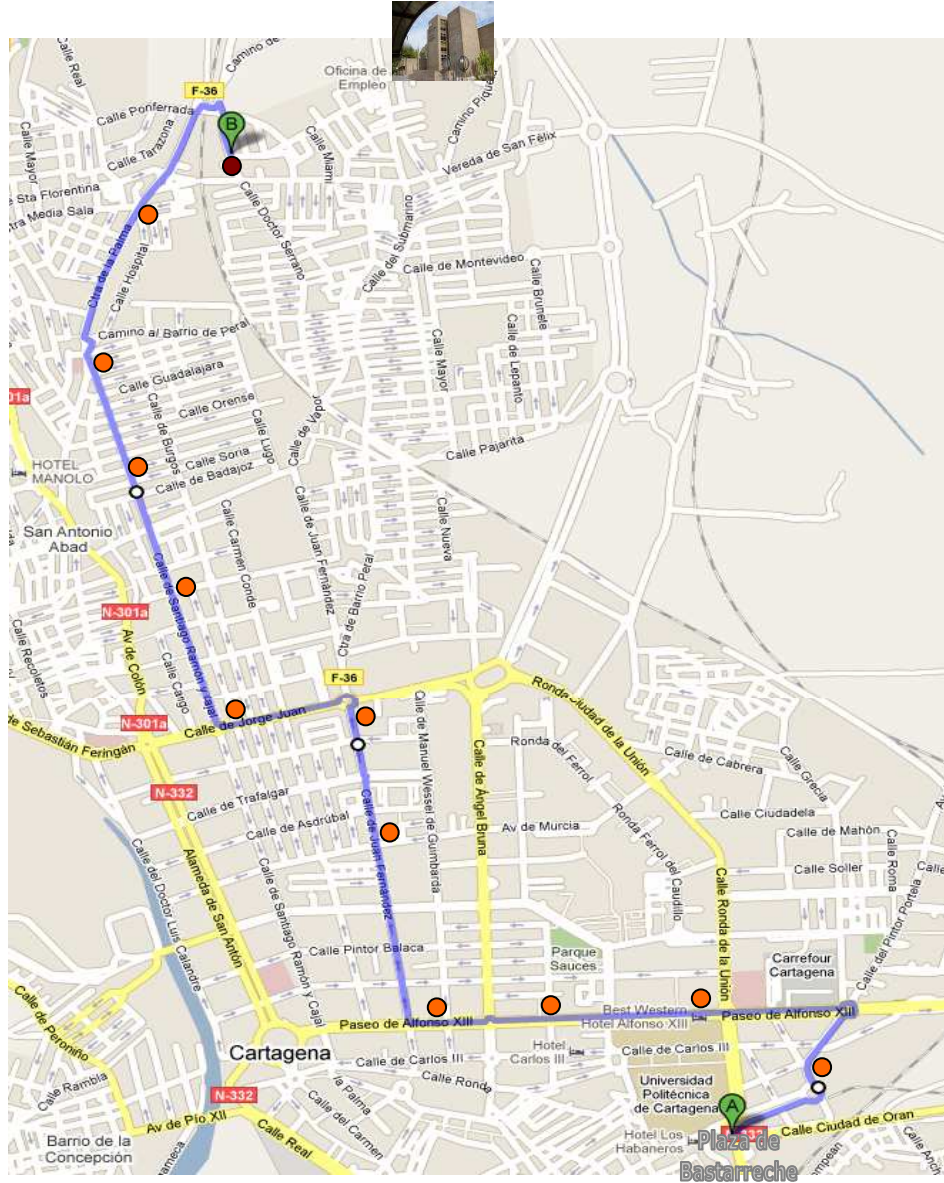 Camino de
Calle Real
Oficina de
Empleo
F-36
Calle Ponferrada
Camino Piqueta
B
Calle Tarazona
Calle Mayor
Calle Miami
Vereda de San Félix
e Sta Florentina
tra Media Sala
Calle Doctor Serrano
Calle del Submarino
Ctra de la Palma
Calle Hospital
Calle de Montevideo
Calle Brunete
Camino al Barrio de Peral
Calle Mayor
Calle de Lepanto
Calle Guadalajara
01a
Calle Orense
Calle de Burgos
Calle Lugo
Calle Soria
Calle Pajarita
HOTEL
MANOLO
Calle de Badajoz
San Antonio
Abad
Calle Carmen Conde
Calle de Juan Fernández
Calle Nueva
Calle de Santiago Ramón y Cajal
Ctra de Barrio Peral
N-301a
Av de Colón
Calle Recoletos
Calle Cango
F-36
Ronda Ciudad de la Unión
N-301a
Calle de Jorge Juan
de Sebastián Feringán
Calle de Manuel Wessel de Guimbarda
Ronda del Ferrol
Calle de Ángel Bruna
Calle de Cabrera
Calle Grecia
N-332
Calle de Trafalgar
Calle de Asdrúbal
Calle de Juan Fernández
Av de Murcia
Ronda Ferrol del Caudillo
Calle Ciudadela
Calle de Mahón
Calle Soller
Calle Roma
Calle
Calle del Doctor Luis Calandre
Alameda de San Antón
Calle de Santiago Ramón y Cajal
Calle Ronda de la Unión
Calle del Pintor Portela
Calle Pintor Balaca
Parque
Sauces
Carrefour
Cartagena
Calle de Peroniño
Best Western
Hotel Alfonso XIII
Paseo de Alfonso XIII
Paseo de Alfonso XIII
Cartagena
Calle de Carlos III
Hotel
Carlos III
Calle de Carlos III
Calle Ronda
Calle Rambla
la Palma
Universidad
Politécnica
de Cartagena
N-332
Calle del Carmen
A
Av de Pío XII
Calle Real
Calle Ciudad de Oran
Barrio de la
Concepción
Hotel Los
Habaneros
Plaza de
Bastarreche